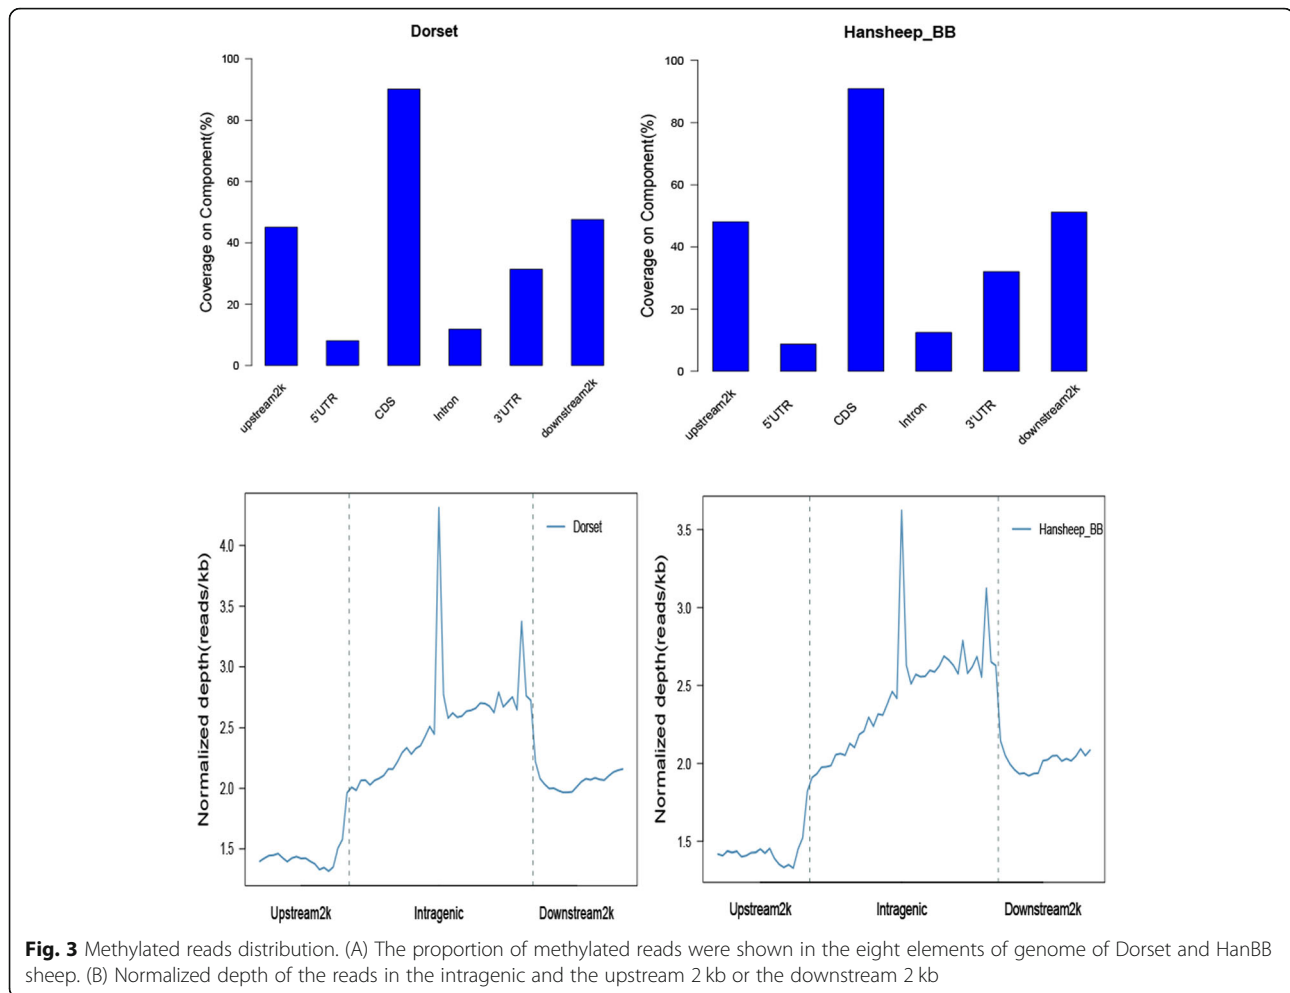 Dorset
Hansheep_BB
Coverage on Component(%)
100
80
60
40
20
0
upstream2k
5'UTR
CDS
Intron
3'UTR
downstream2k
Coverage on Component(%)
100
80
60
40
20
0
upstream2k
5'UTR
CDS
Intron
3'UTR
downstream2k
Normalized depth(reads/kb)
4.0
3.5
3.0
2.5
2.0
1.5
Dorset
Upstream2k
Intragenic
Downstream2k
Normalized depth(reads/kb)
3.5
3.0
2.5
2.0
1.5
Hansheep_BB
Upstream2k
Intragenic
Downstream2k
Fig. 3 Methylated reads distribution. (A) The proportion of methylated reads were shown in the eight elements of genome of Dorset and HanBB
sheep. (B) Normalized depth of the reads in the intragenic and the upstream 2 kb or the downstream 2 kb